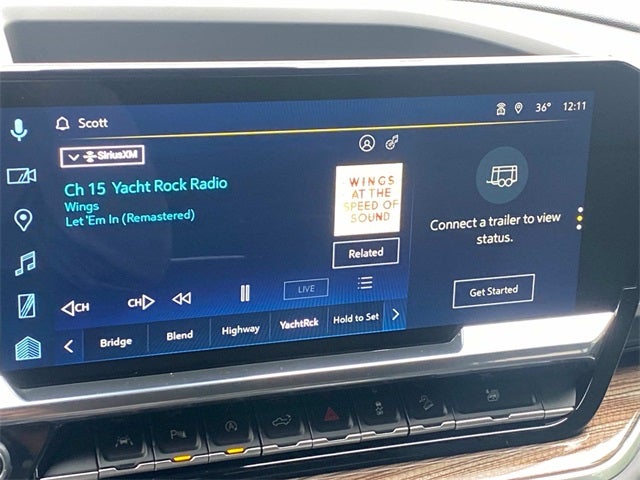 Scott
36° 12:11
SiriusXM
Ch 15 Yacht Rock Radio
Wings
Let 'Em In (Remastered)
WINGS
AT THE
SPEED OF
SOUND
Related
Connect a trailer to view
status.
Get Started
CH
CH
LIVE
Bridge
Blend
Highway
YachtRck
Hold to Set